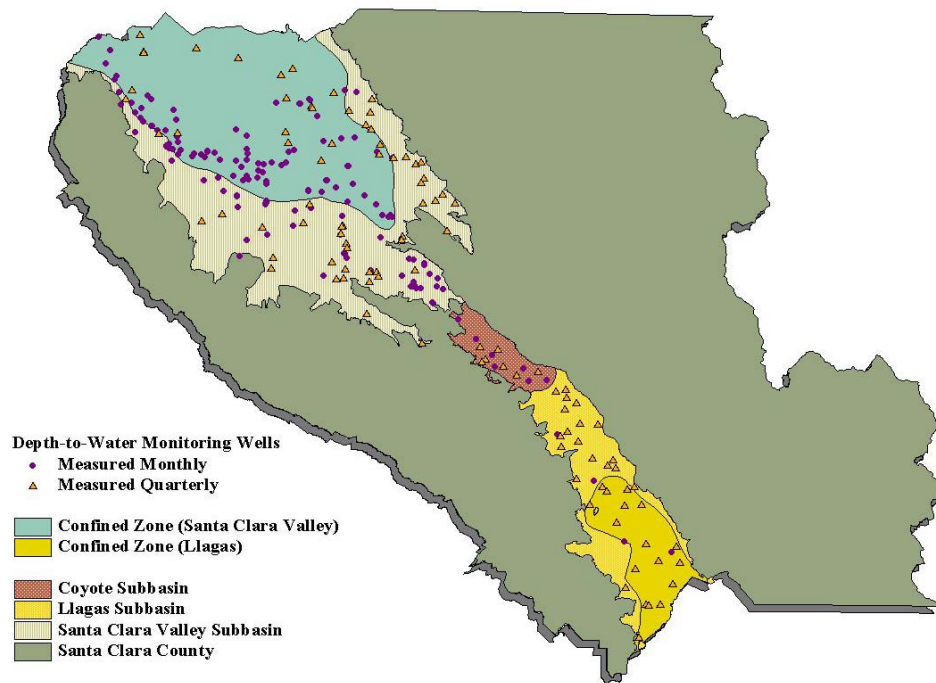 Depth-to-Water Monitoring Wells
Measured Monthly
Measured Quarterly
Confined Zone (Santa Clara Valley)
Confined Zone (Llagas)
Coyote Subbasin
Llagas Subbasin
Santa Clara Valley Subbasin
Santa Clara County